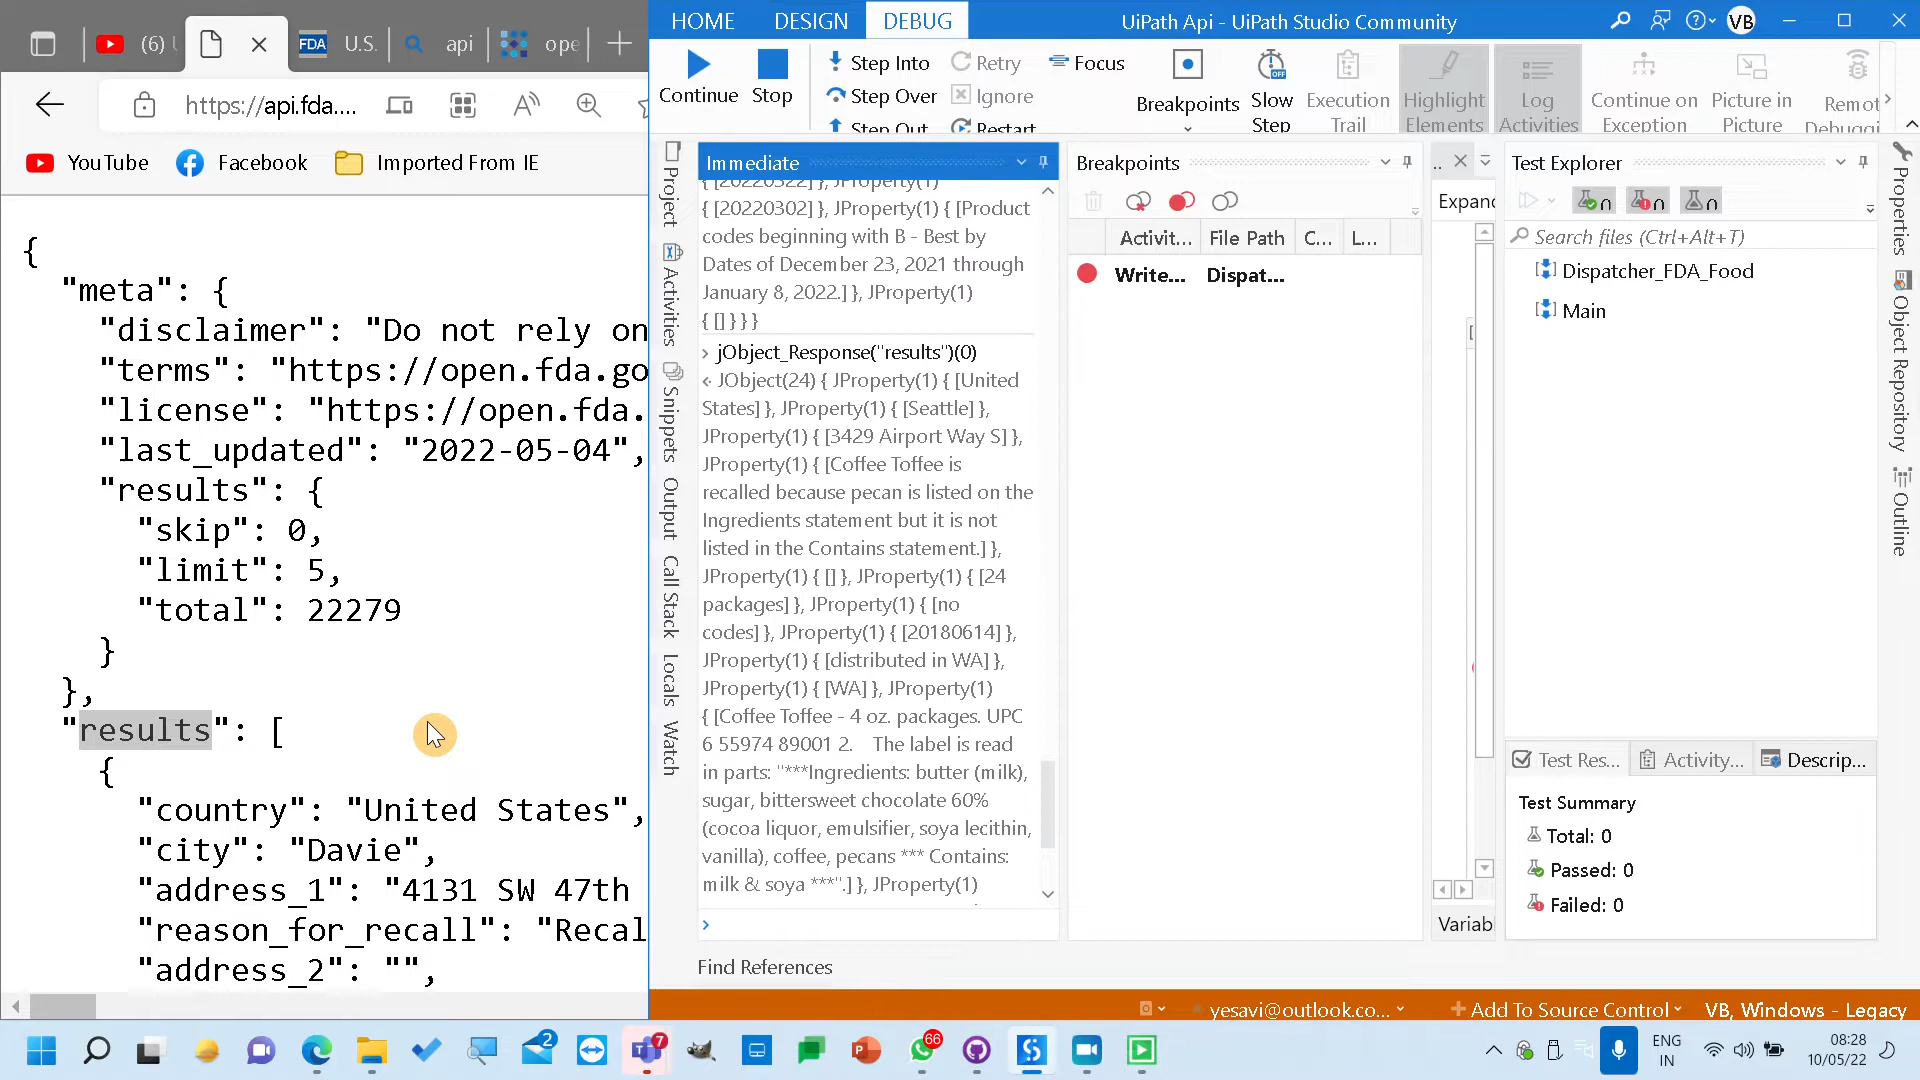 HOME
DESIGN
DEBUG
UiPath Api - UiPath Studio Community
VB
(6)
FDA
U.S.
api
ope
https://api.fda....
YouTube
Facebook
Imported From IE
Continue
Stop
Step Into
Step Over
Step Out
Retry
Ignore
Restart
Focus
Breakpoints
Slow
Step
Execution
Trail
Highlight
Elements
Log
Activities
Continue on
Exception
Picture in
Picture
{
"meta": {
"disclaimer": "Do not rely on
"terms": "https://open.fda.go
"license": "https://open.fda.
"last_updated": "2022-05-04",
"results": {
"skip": 0,
"limit": 5,
"total": 22279
}
},
"results": [
{
"country": "United States",
"city": "Davie",
"address_1": "4131 SW 47th
"reason_for_recall": "Recal
"address_2": "",
Project
Activities
Snippets
Output
Call Stack
Locals
Watch
Immediate
{ [20220322] }, JProperty(1)
{ [20220302] }, JProperty(1) { [Product
codes beginning with B - Best by
Dates of December 23, 2021 through
January 8, 2022.] }, JProperty(1)
{ [] } } }
jObject_Response("results")(0)
JObject(24) { JProperty(1) { [United
States] }, JProperty(1) { [Seattle] },
JProperty(1) { [3429 Airport Way S] },
JProperty(1) { [Coffee Toffee is
recalled because pecan is listed on the
Ingredients statement but it is not
listed in the Contains statement.] },
JProperty(1) { [] }, JProperty(1) { [24
packages] }, JProperty(1) { [no
codes] }, JProperty(1) { [20180614] },
JProperty(1) { [distributed in WA] },
JProperty(1) { [WA] }, JProperty(1)
{ [Coffee Toffee - 4 oz. packages. UPC
6 55974 89001 2. The label is read
in parts: "***Ingredients: butter (milk),
sugar, bittersweet chocolate 60%
(cocoa liquor, emulsifier, soya lecithin,
vanilla), coffee, pecans *** Contains:
milk & soya ***".] }, JProperty(1)
Find References
Breakpoints
Activit... File Path C... L...
Write... Dispat...
Expand
Variab
Test Explorer
0 0 0
Search files (Ctrl+Alt+T)
Dispatcher_FDA_Food
Main
Test Res...
Activity...
Descrip...
Test Summary
Total: 0
Passed: 0
Failed: 0
Properties
Object Repository
Outline
yesavi@outlook.co...
Add To Source Control
VB, Windows - Legacy
2
7
66
ENG
IN
08:28
10/05/22